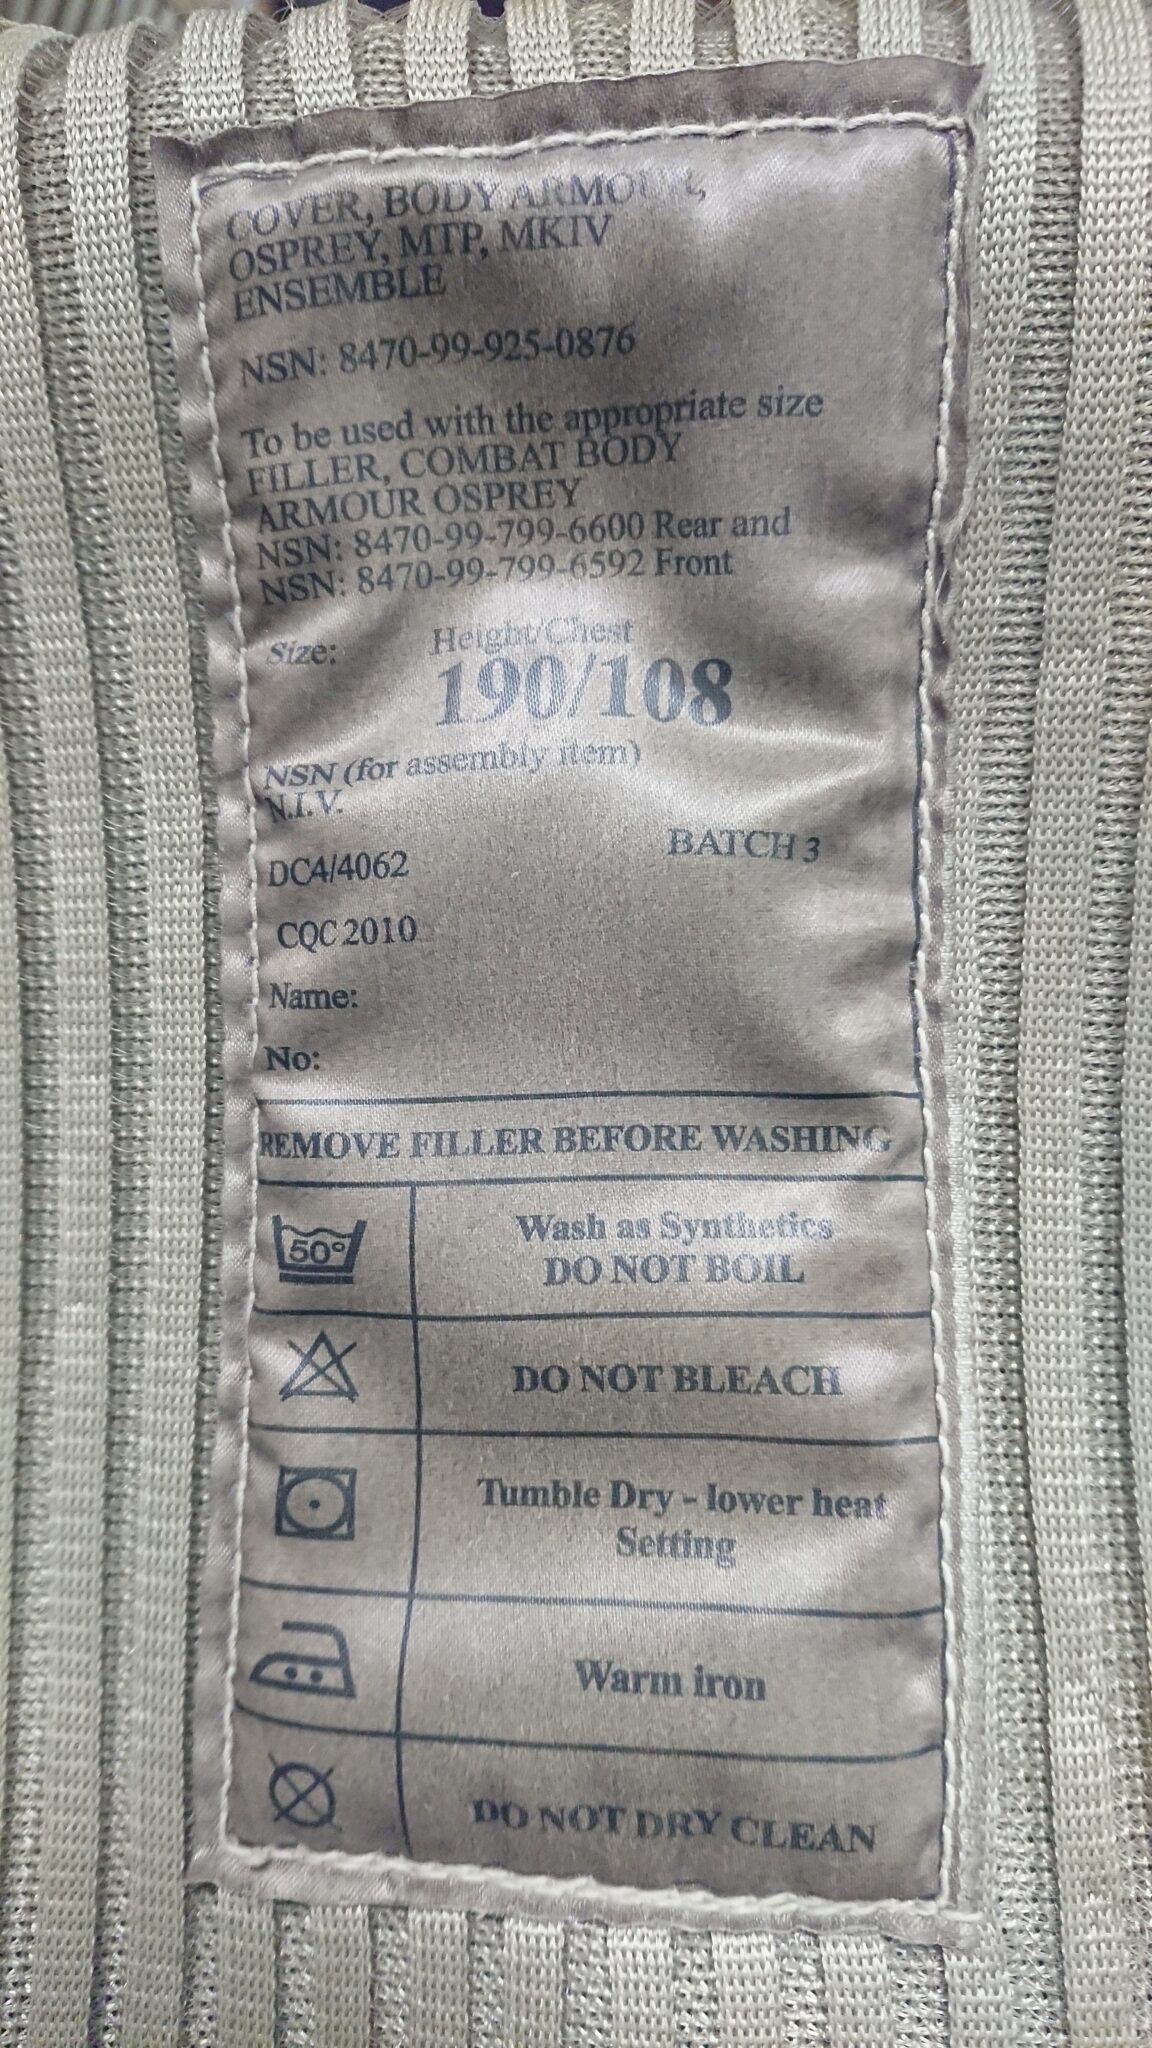 COVER, BODY ARMOUR,
OSPREY, MTP, MKIV
ENSEMBLE
NSN: 8470-99-925-0876
To be used with the appropriate size
FILLER, COMBAT BODY
ARMOUR OSPREY
NSN: 8470-99-799-6600 Rear and
NSN: 8470-99-799-6592 Front
Size: Height/Chest
190/108
NSN (for assembly item)
N.I.V.
BATCH 3
DC4/4062
CQC 2010
Name:
No:
REMOVE FILLER BEFORE WASHING
50° Wash as Synthetics
DO NOT BOIL
DO NOT BLEACH
Tumble Dry - lower heat
Setting
Warm iron
DO NOT DRY CLEAN